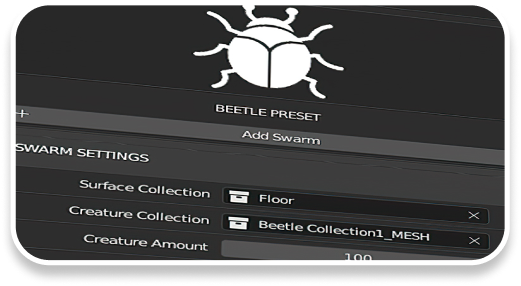 BEETLE PRESET
+ Add Swarm
SWARM SETTINGS
Surface Collection Floor
Creature Collection Beetle Collection1_MESH
Creature Amount 100